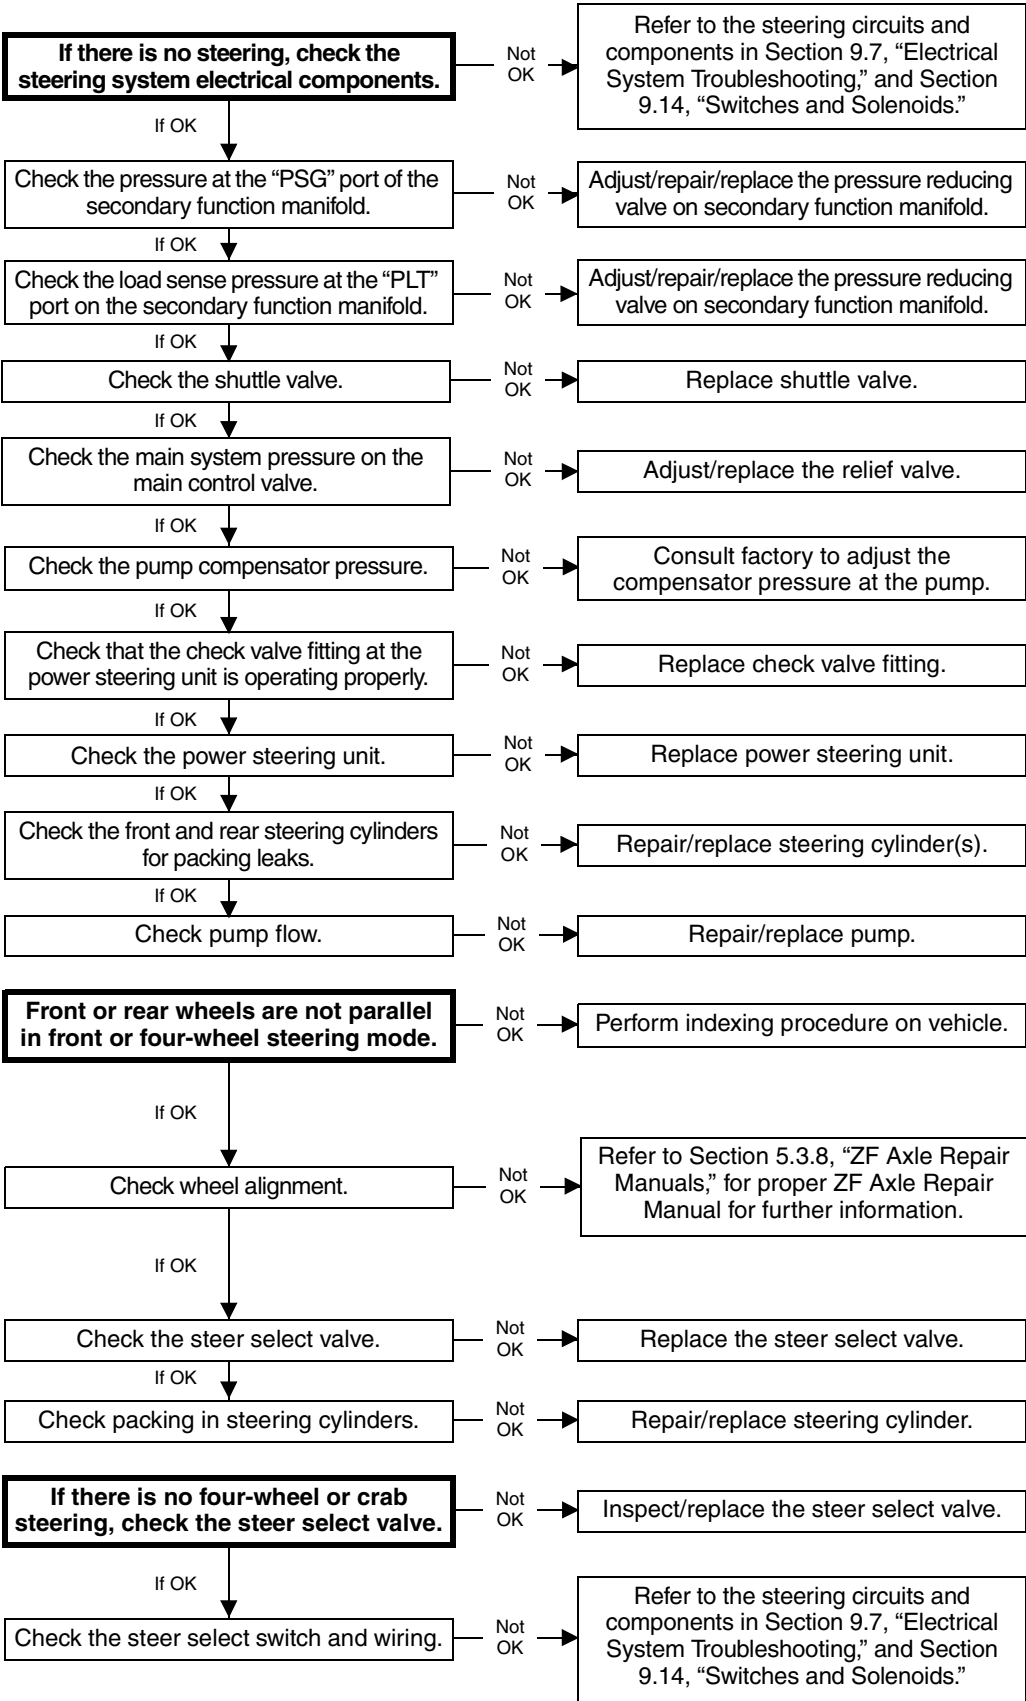 If there is no steering, check the
steering system electrical components.
Not
OK
Refer to the steering circuits and
components in Section 9.7, “Electrical
System Troubleshooting,” and Section
9.14, “Switches and Solenoids.”
If OK
Check the pressure at the “PSG” port of the
secondary function manifold.
Not
OK
Adjust/repair/replace the pressure reducing
valve on secondary function manifold.
If OK
Check the load sense pressure at the “PLT”
port on the secondary function manifold.
Not
OK
Adjust/repair/replace the pressure reducing
valve on secondary function manifold.
If OK
Check the shuttle valve.
Not
OK
Replace shuttle valve.
If OK
Check the main system pressure on the
main control valve.
Not
OK
Adjust/replace the relief valve.
If OK
Check the pump compensator pressure.
Not
OK
Consult factory to adjust the
compensator pressure at the pump.
If OK
Check that the check valve fitting at the
power steering unit is operating properly.
Not
OK
Replace check valve fitting.
If OK
Check the power steering unit.
Not
OK
Replace power steering unit.
If OK
Check the front and rear steering cylinders
for packing leaks.
Not
OK
Repair/replace steering cylinder(s).
If OK
Check pump flow.
Not
OK
Repair/replace pump.
Front or rear wheels are not parallel
in front or four-wheel steering mode.
Not
OK
Perform indexing procedure on vehicle.
If OK
Check wheel alignment.
Not
OK
Refer to Section 5.3.8, “ZF Axle Repair
Manuals,” for proper ZF Axle Repair
Manual for further information.
If OK
Check the steer select valve.
Not
OK
Replace the steer select valve.
If OK
Check packing in steering cylinders.
Not
OK
Repair/replace steering cylinder.
If there is no four-wheel or crab
steering, check the steer select valve.
Not
OK
Inspect/replace the steer select valve.
If OK
Check the steer select switch and wiring.
Not
OK
Refer to the steering circuits and
components in Section 9.7, “Electrical
System Troubleshooting,” and Section
9.14, “Switches and Solenoids.”